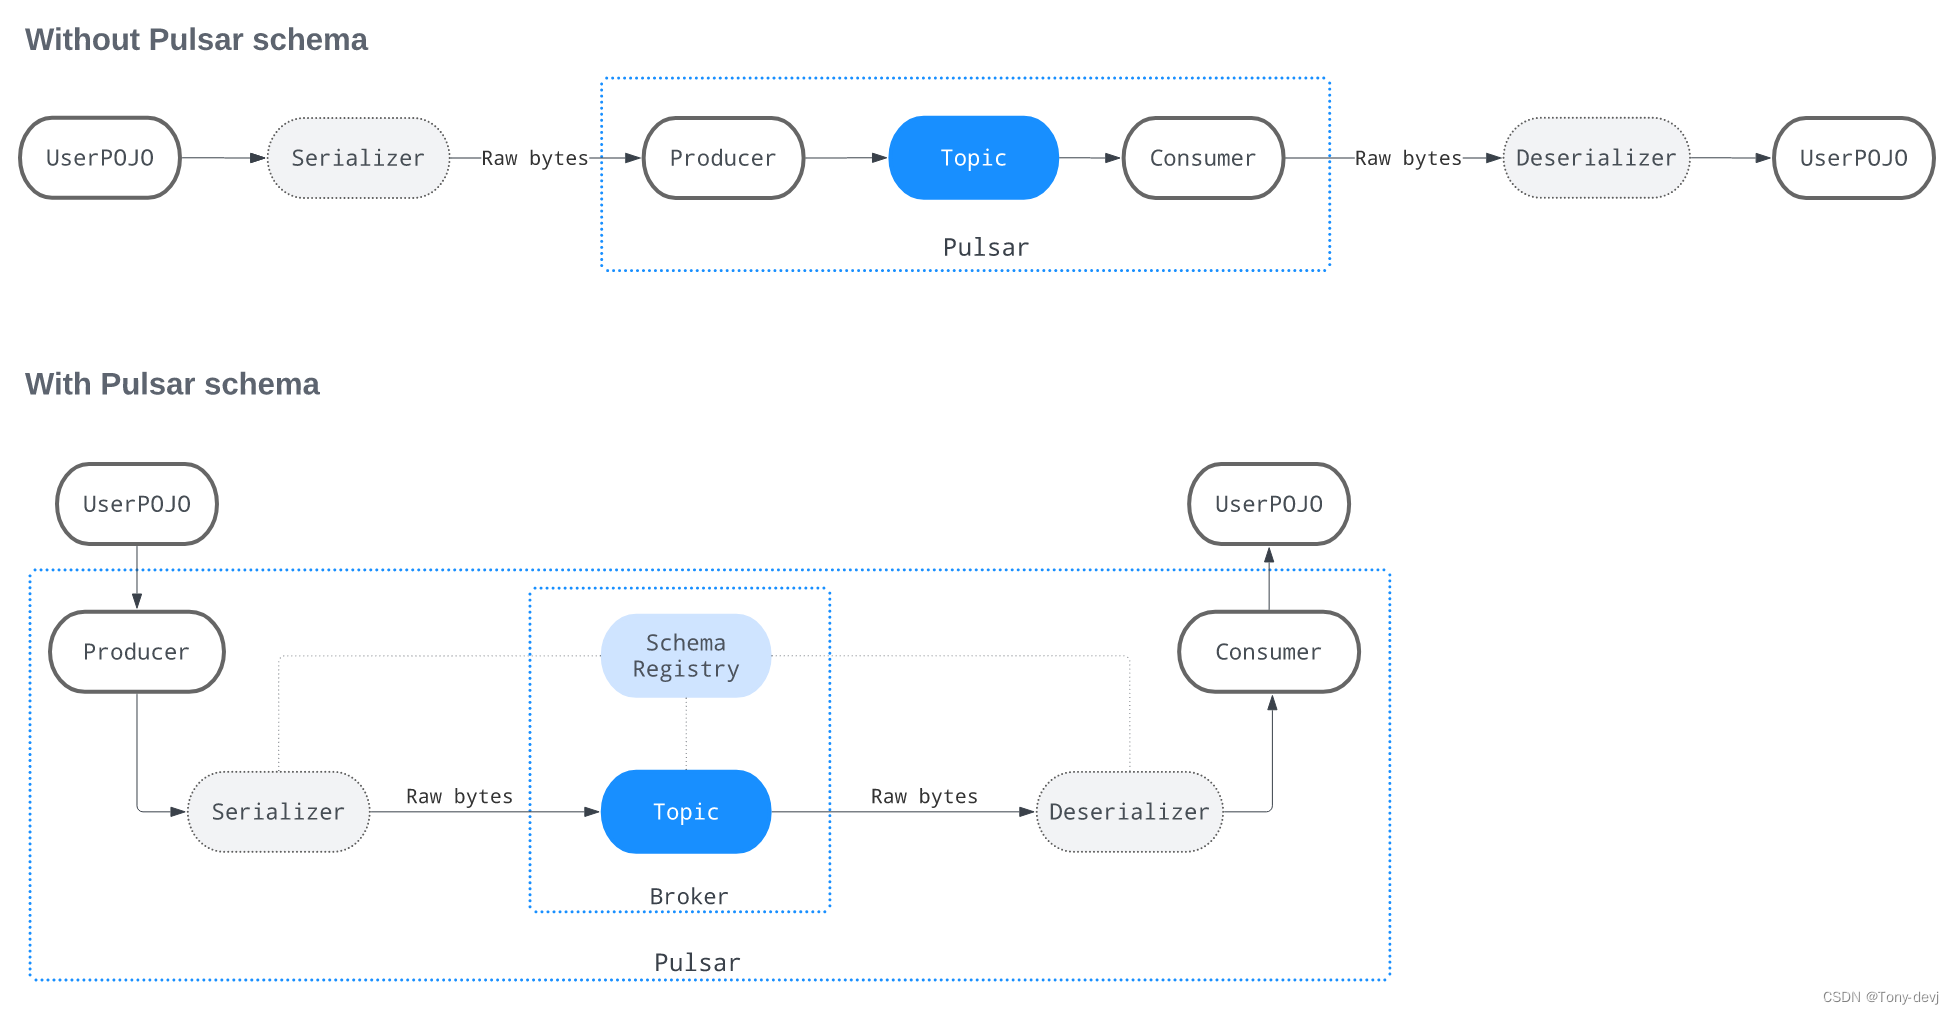 Without Pulsar schema
UserPOJO
Serializer
Raw bytes
Producer
Topic
Consumer
Raw bytes
Deserializer
UserPOJO
Pulsar
With Pulsar schema
UserPOJO
UserPOJO
Producer
Schema
Registry
Consumer
Serializer
Raw bytes
Topic
Raw bytes
Deserializer
Broker
Pulsar
CSDN @Tony-devj